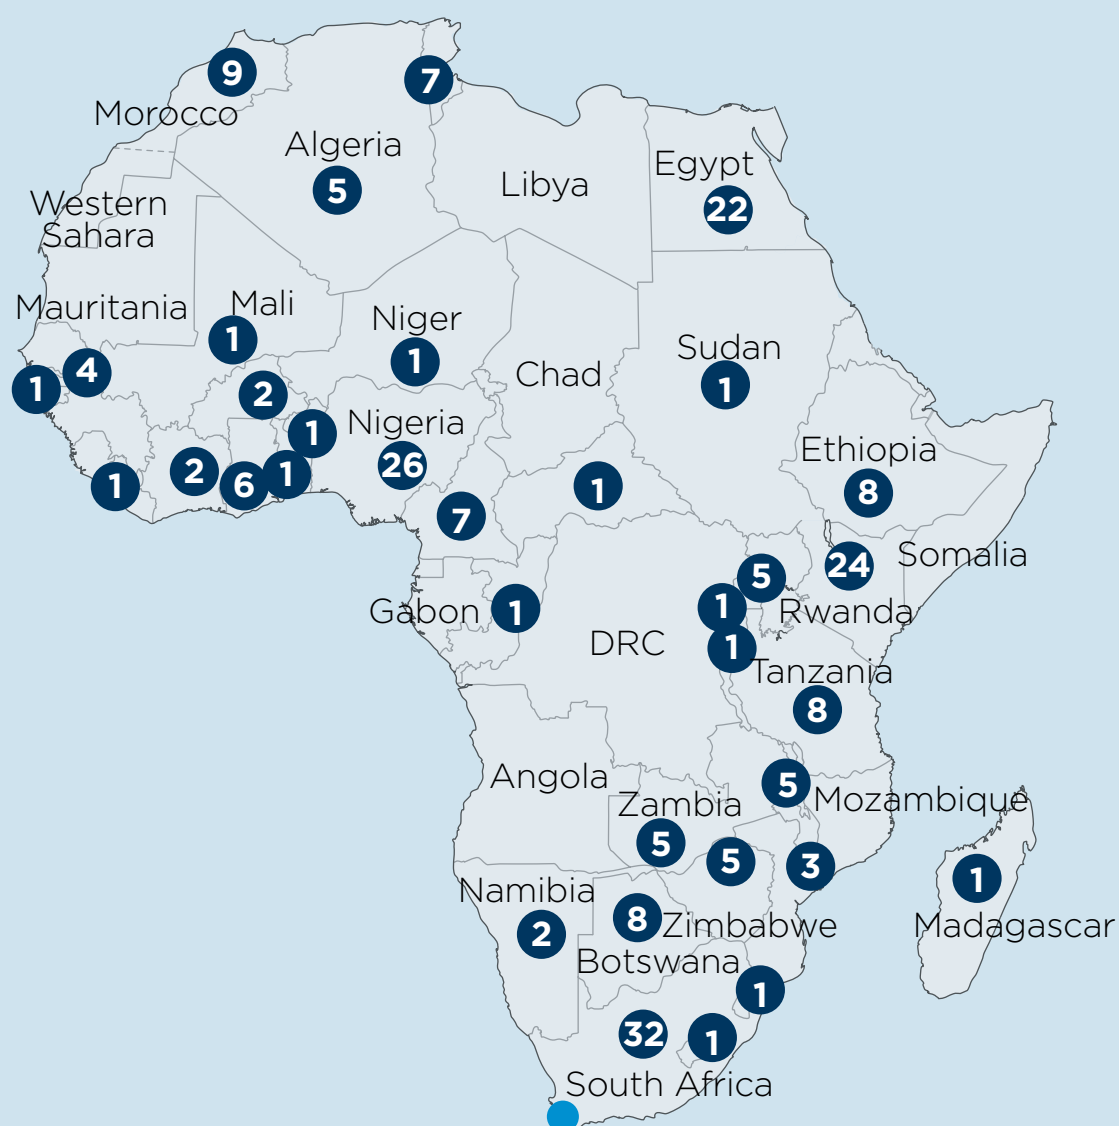 9
7
Morocco
Algeria
5
Libya
Egypt
22
Western
Sahara
Mauritania
Mali
1
Niger
1
Chad
Sudan
1
1
4
2
1
Nigeria
26
Ethiopia
8
1
2
6
1
7
1
Somalia
24
5
Gabon
1
DRC
1
Rwanda
1
Tanzania
8
Angola
5
Mozambique
Zambia
5
5
3
1
Madagascar
Namibia
2
8
Zimbabwe
Botswana
1
32
1
South Africa